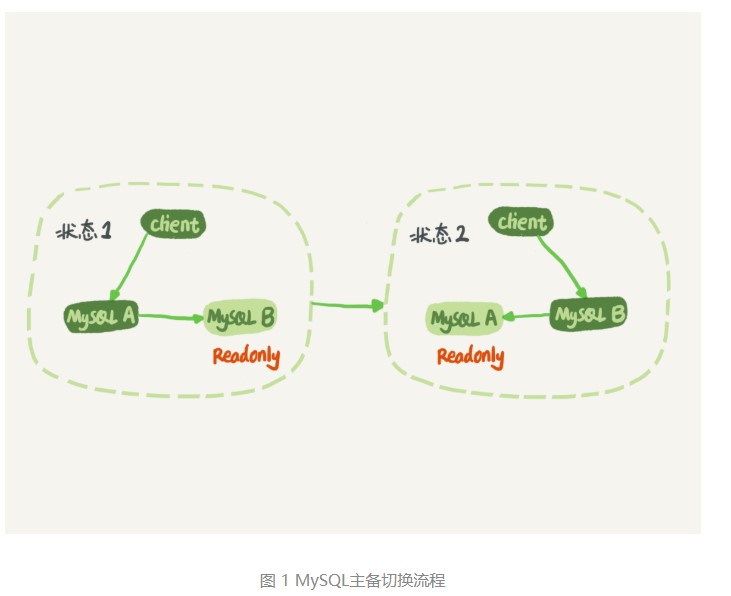 状态1
client
MySQL A
MySQL B
Readonly
状态2
client
MySQL A
MySQL B
Readonly
图 1 MySQL主备切换流程